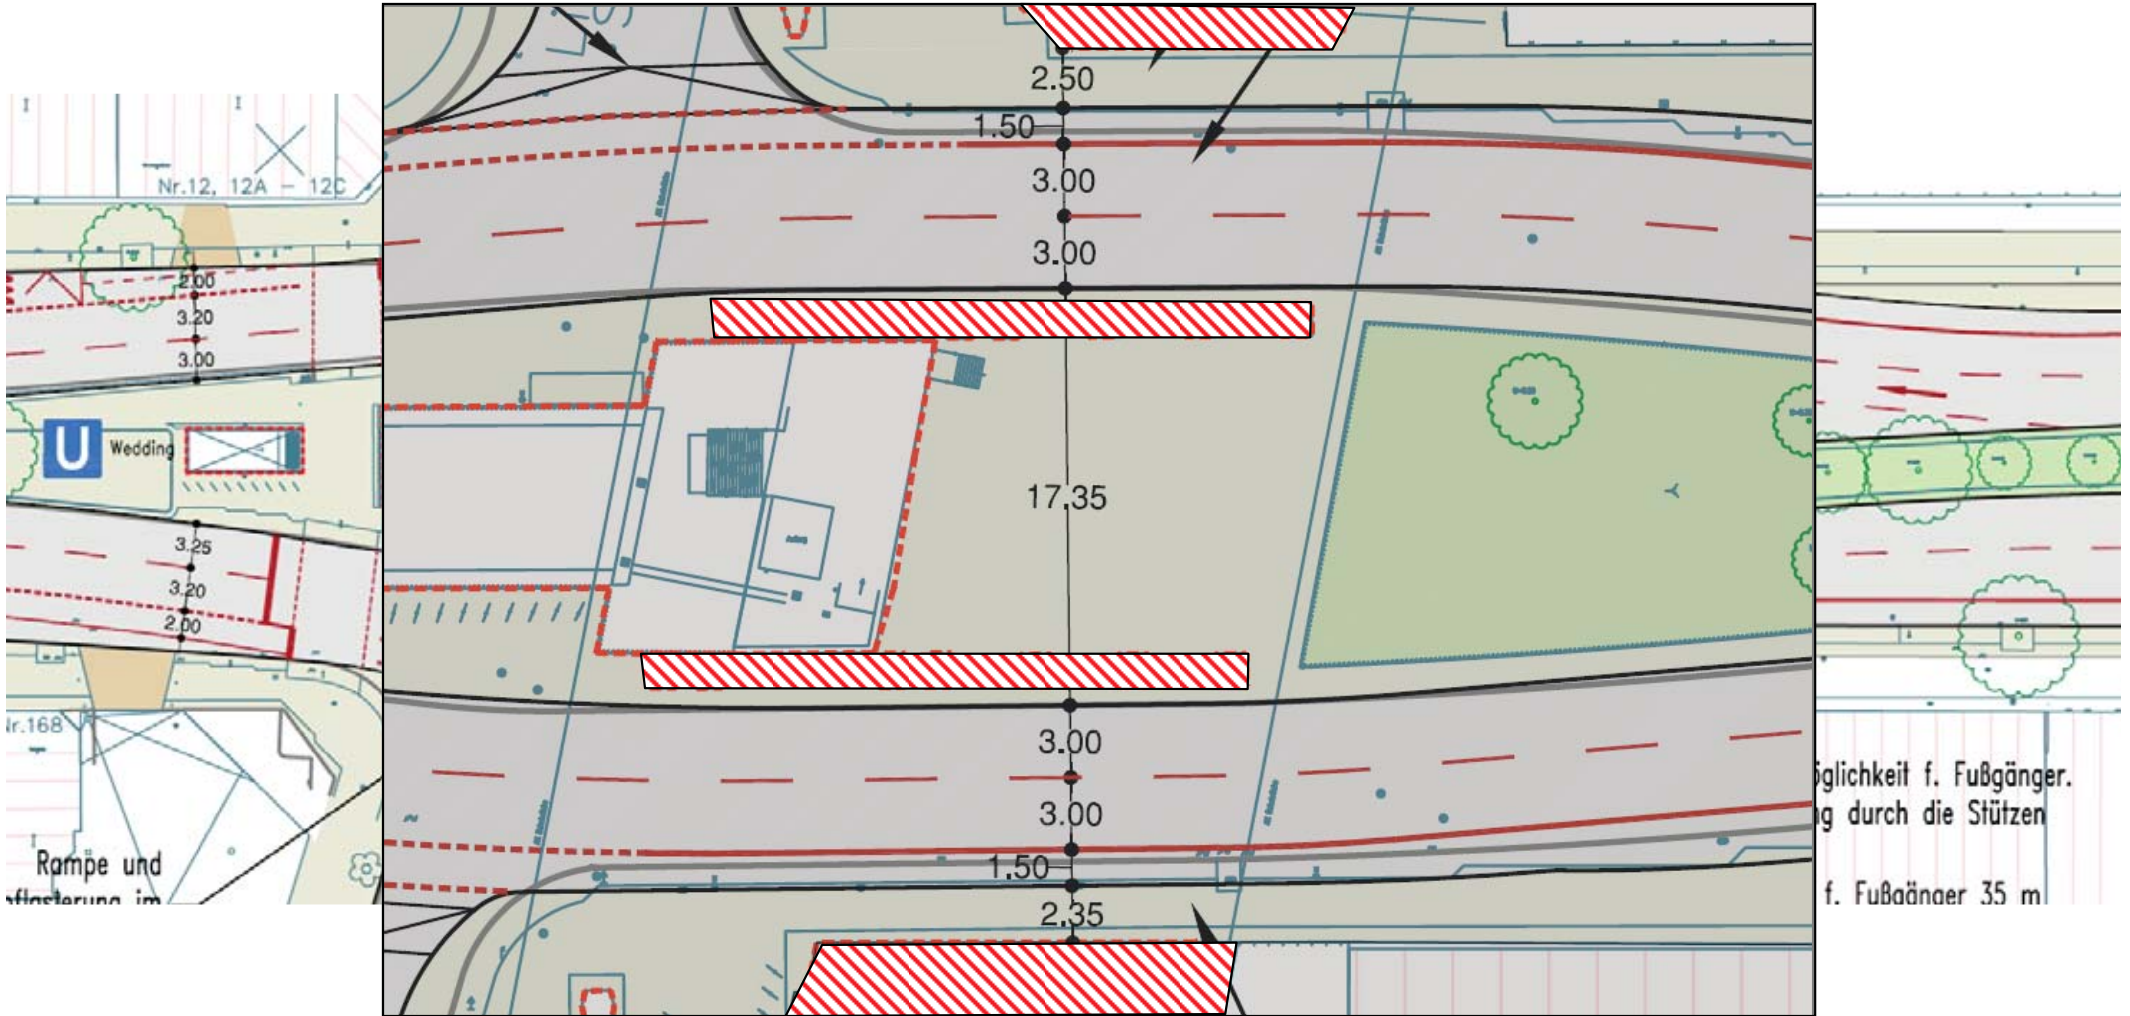 Nr.12, 12A - 12C
2.00
3.20
3.00
U
Wedding
3.25
3.20
2.00
Nr.168
Rampe und
2.50
1.50
3.00
3.00
17.35
3.00
3.00
1.50
2.35
öglichkeit f. Fußgänger.
ng durch die Stützen
f. Fußgänger 35 m